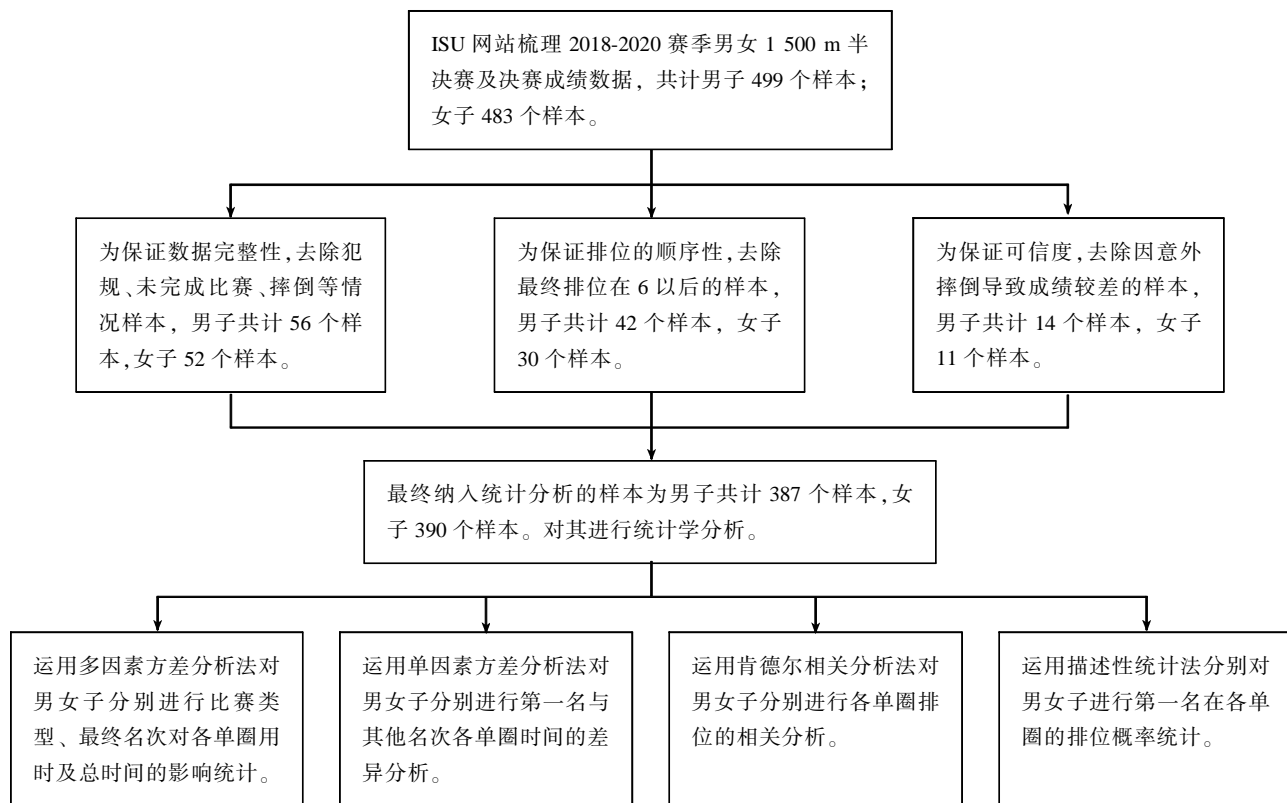 ISU 网站梳理 2018-2020 赛季男女 1 500 m 半
决赛及决赛成绩数据，共计男子 499 个样本；
女子 483 个样本。
为保证数据完整性，去除犯
规、未完成比赛、摔倒等情
况样本，男子共计 56 个样
本，女子 52 个样本。
为保证排位的顺序性，去除
最终排位在 6 以后的样本，
男子共计 42 个样本，女子
30 个样本。
为保证可信度，去除因意外
摔倒导致成绩较差的样本，
男子共计 14 个样本，女子
11 个样本。
最终纳入统计分析的样本为男子共计 387 个样本，女
子 390 个样本。对其进行统计学分析。
运用多因素方差分析法对
男女子分别进行比赛类
型、最终名次对各单圈用
时及总时间的影响统计。
运用单因素方差分析法对
男女子分别进行第一名与
其他名次各单圈时间的差
异分析。
运用肯德尔相关分析法对
男女子分别进行各单圈排
位的相关分析。
运用描述性统计法分别对
男女子进行第一名在各单
圈的排位概率统计。